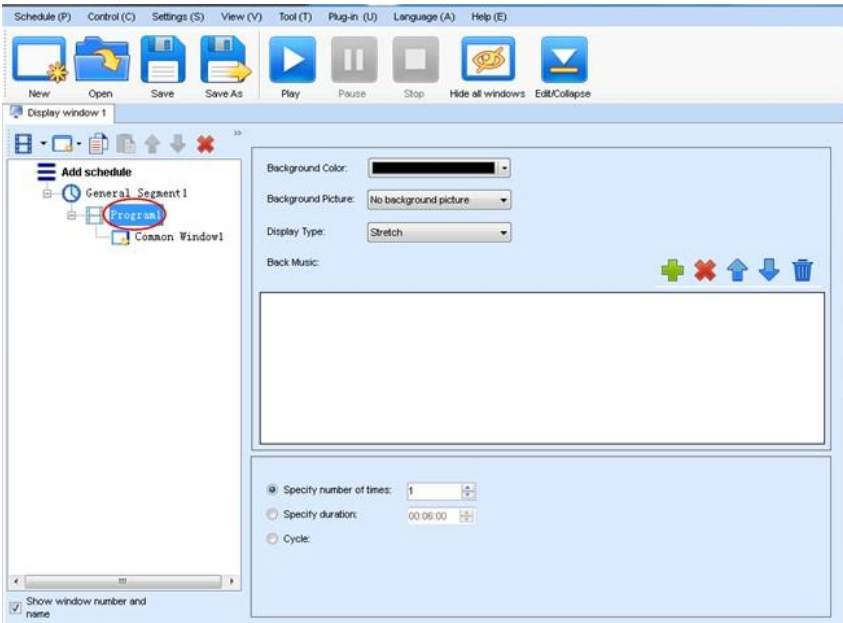 Schedule (P) Control (C) Settings (S) View (V) Tool (T) Plug-in (U) Language (A) Help (E)
New Open Save Save As Play Pause Stop Hide all windows Edit/Collapse
Display window 1
Add schedule
General Segment1
Program1
Common Window1
Show window number and
name
Background Color:
Background Picture: No background picture
Display Type: Stretch
Back Music:
Specify number of times: 1
Specify duration: 00:06:00
Cycle: